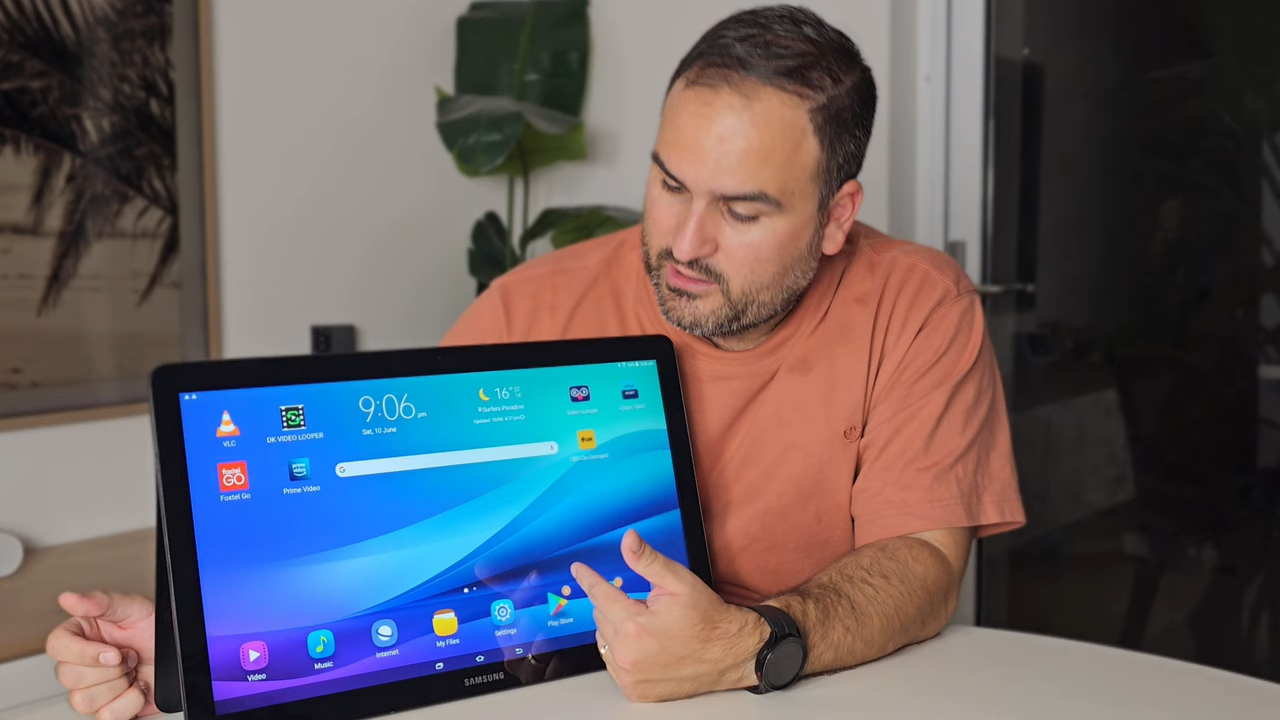 VLC
DK VIDEO LOOPER
9:06 pm
Sat, 10 June
16°
Surfers Paradise
foxtel
GO
Foxtel Go
prime
video
Prime Video
G
Video
Music
Internet
My Files
Settings
Play Store
SAMSUNG